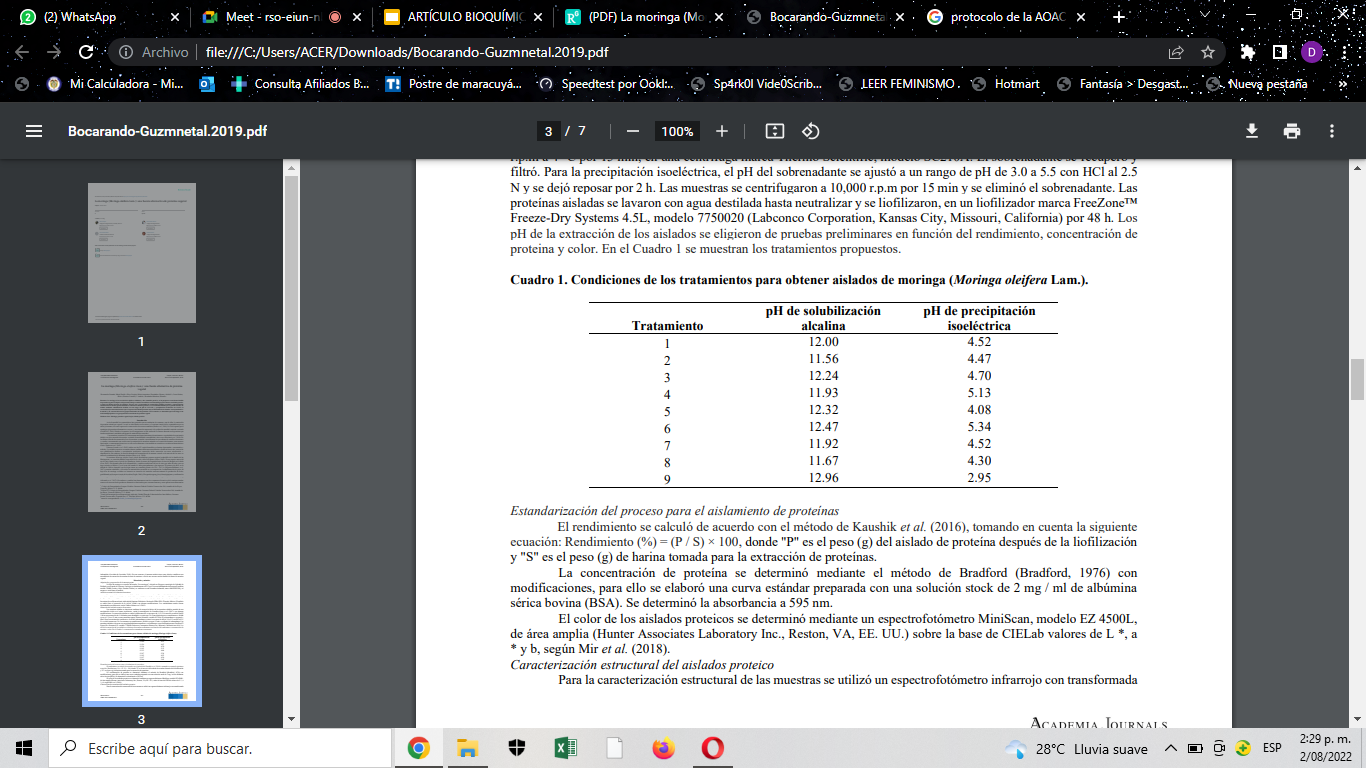 (2) WhatsApp
Meet - rso-eiun-n
ARTÍCULO BIOQUÍMIC
(PDF) La moringa (Mo
Bocarando-Guzmneta
protocolo de la AOAC
Archivo
file:///C:/Users/ACER/Downloads/Bocarando-Guzmnetal.2019.pdf
D
Mi Calculadora - Mi...
Consulta Afiliados B...
Postre de maracuyá...
Speedtest por Ookl:...
Sp4rk0l Vide0Scrib...
LEER FEMINISMO .
Hotmart
Fantasía > Desgast...
Nueva pestaña
»
Bocarando-Guzmnetal.2019.pdf
3 / 7
100%
1
2
3
filtró. Para la precipitación isoeléctrica, el pH del sobrenadante se ajustó a un rango de pH de 3.0 a 5.5 con HCl al 2.5
N y se dejó reposar por 2 h. Las muestras se centrifugaron a 10,000 r.p.m por 15 min y se eliminó el sobrenadante. Las
proteínas aisladas se lavaron con agua destilada hasta neutralizar y se liofilizaron, en un liofilizador marca FreeZone™
Freeze-Dry Systems 4.5L, modelo 7750020 (Labconco Corporation, Kansas City, Missouri, California) por 48 h. Los
pH de la extracción de los aislados se eligieron de pruebas preliminares en función del rendimiento, concentración de
proteina y color. En el Cuadro 1 se muestran los tratamientos propuestos.
Cuadro 1. Condiciones de los tratamientos para obtener aislados de moringa (Moringa oleifera Lam.).
Tratamiento pH de solubilización alcalina pH de precipitación isoeléctrica
1 12.00 4.52
2 11.56 4.47
3 12.24 4.70
4 11.93 5.13
5 12.32 4.08
6 12.47 5.34
7 11.92 4.52
8 11.67 4.30
9 12.96 2.95
Estandarización del proceso para el aislamiento de proteínas
El rendimiento se calculó de acuerdo con el método de Kaushik et al. (2016), tomando en cuenta la siguiente
ecuación: Rendimiento (%) = (P / S) × 100, donde "P" es el peso (g) del aislado de proteína después de la liofilización
y "S" es el peso (g) de harina tomada para la extracción de proteínas.
La concentración de proteína se determinó mediante el método de Bradford (Bradford, 1976) con
modificaciones, para ello se elaboró una curva estándar preparada con una solución stock de 2 mg / ml de albúmina
sérica bovina (BSA). Se determinó la absorbancia a 595 nm.
El color de los aislados proteicos se determinó mediante un espectrofotómetro MiniScan, modelo EZ 4500L,
de área amplia (Hunter Associates Laboratory Inc., Reston, VA, EE. UU.) sobre la base de CIELab valores de L *, a
* y b, según Mir et al. (2018).
Caracterización estructural del aislados proteico
Para la caracterización estructural de las muestras se utilizó un espectrofotómetro infrarrojo con transformada
ACADEMIA JOURNALS
Escribe aquí para buscar.
28°C Lluvia suave
ESP
2:29 p. m.
2/08/2022